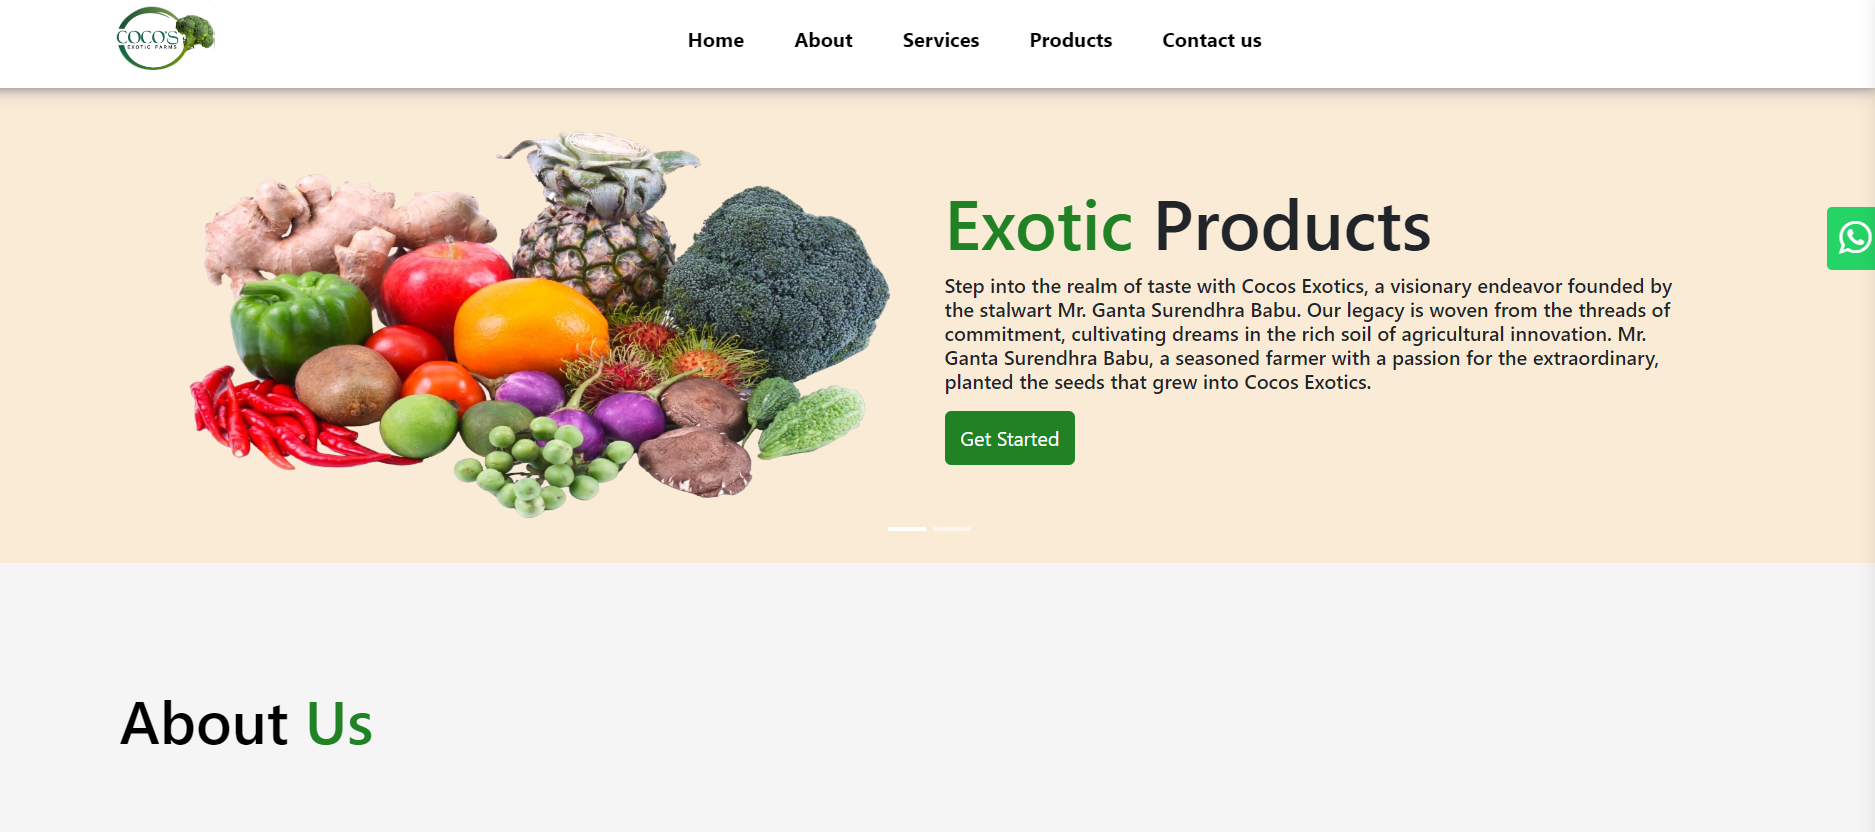 COCO'S
EXOTIC FARMS
Home
About
Services
Products
Contact us
Exotic Products
Step into the realm of taste with Cocos Exotics, a visionary endeavor founded by
the stalwart Mr. Ganta Surendhra Babu. Our legacy is woven from the threads of
commitment, cultivating dreams in the rich soil of agricultural innovation. Mr.
Ganta Surendhra Babu, a seasoned farmer with a passion for the extraordinary,
planted the seeds that grew into Cocos Exotics.
Get Started
About Us